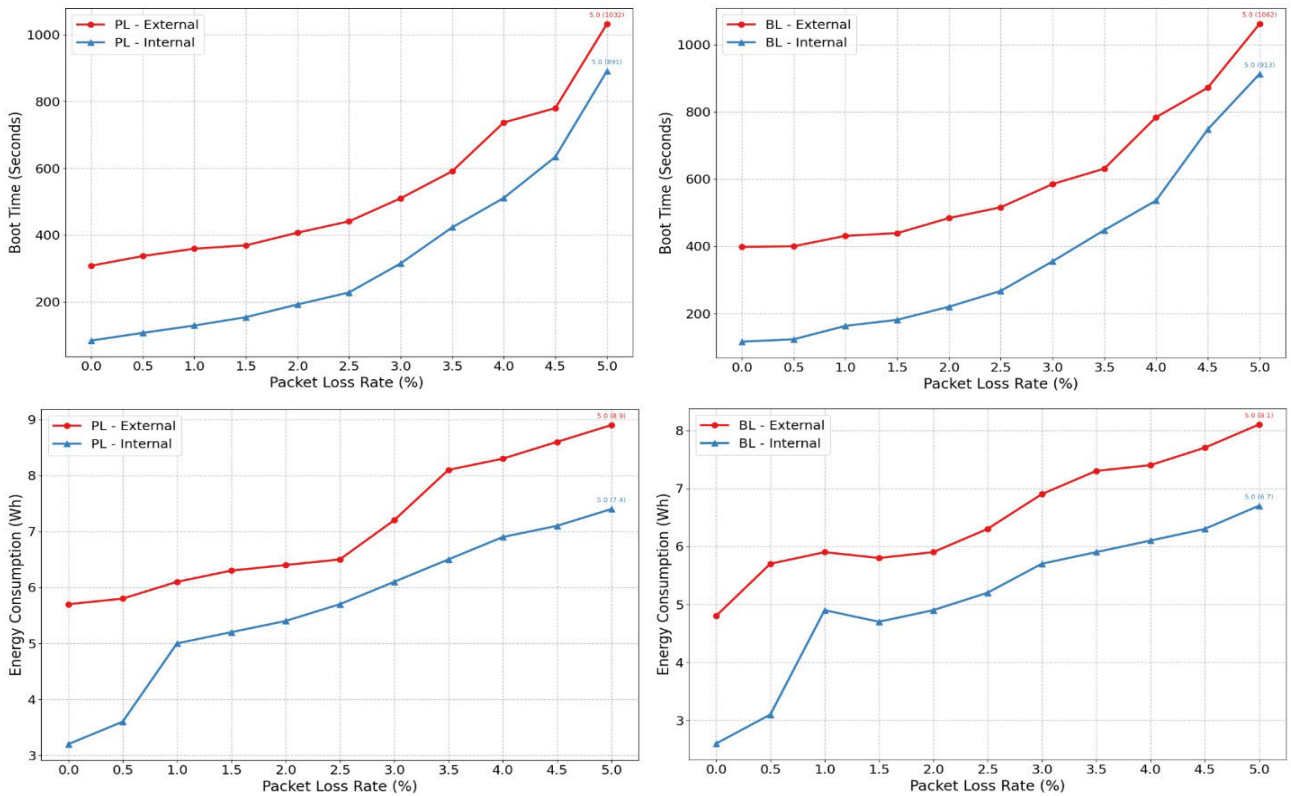 5.0 (1032)
PL - External
PL - Internal
5.0 (891)
1000
800
600
400
200
Boot Time (Seconds)
0.0 0.5 1.0 1.5 2.0 2.5 3.0 3.5 4.0 4.5 5.0
Packet Loss Rate (%)
5.0 (1062)
BL - External
BL - Internal
5.0 (913)
1000
800
600
400
200
Boot Time (Seconds)
0.0 0.5 1.0 1.5 2.0 2.5 3.0 3.5 4.0 4.5 5.0
Packet Loss Rate (%)
5.0 (8.9)
PL - External
PL - Internal
5.0 (7.4)
9
8
7
6
5
4
3
Energy Consumption (Wh)
0.0 0.5 1.0 1.5 2.0 2.5 3.0 3.5 4.0 4.5 5.0
Packet Loss Rate (%)
5.0 (8.1)
BL - External
BL - Internal
5.0 (6.7)
8
7
6
5
4
3
Energy Consumption (Wh)
0.0 0.5 1.0 1.5 2.0 2.5 3.0 3.5 4.0 4.5 5.0
Packet Loss Rate (%)